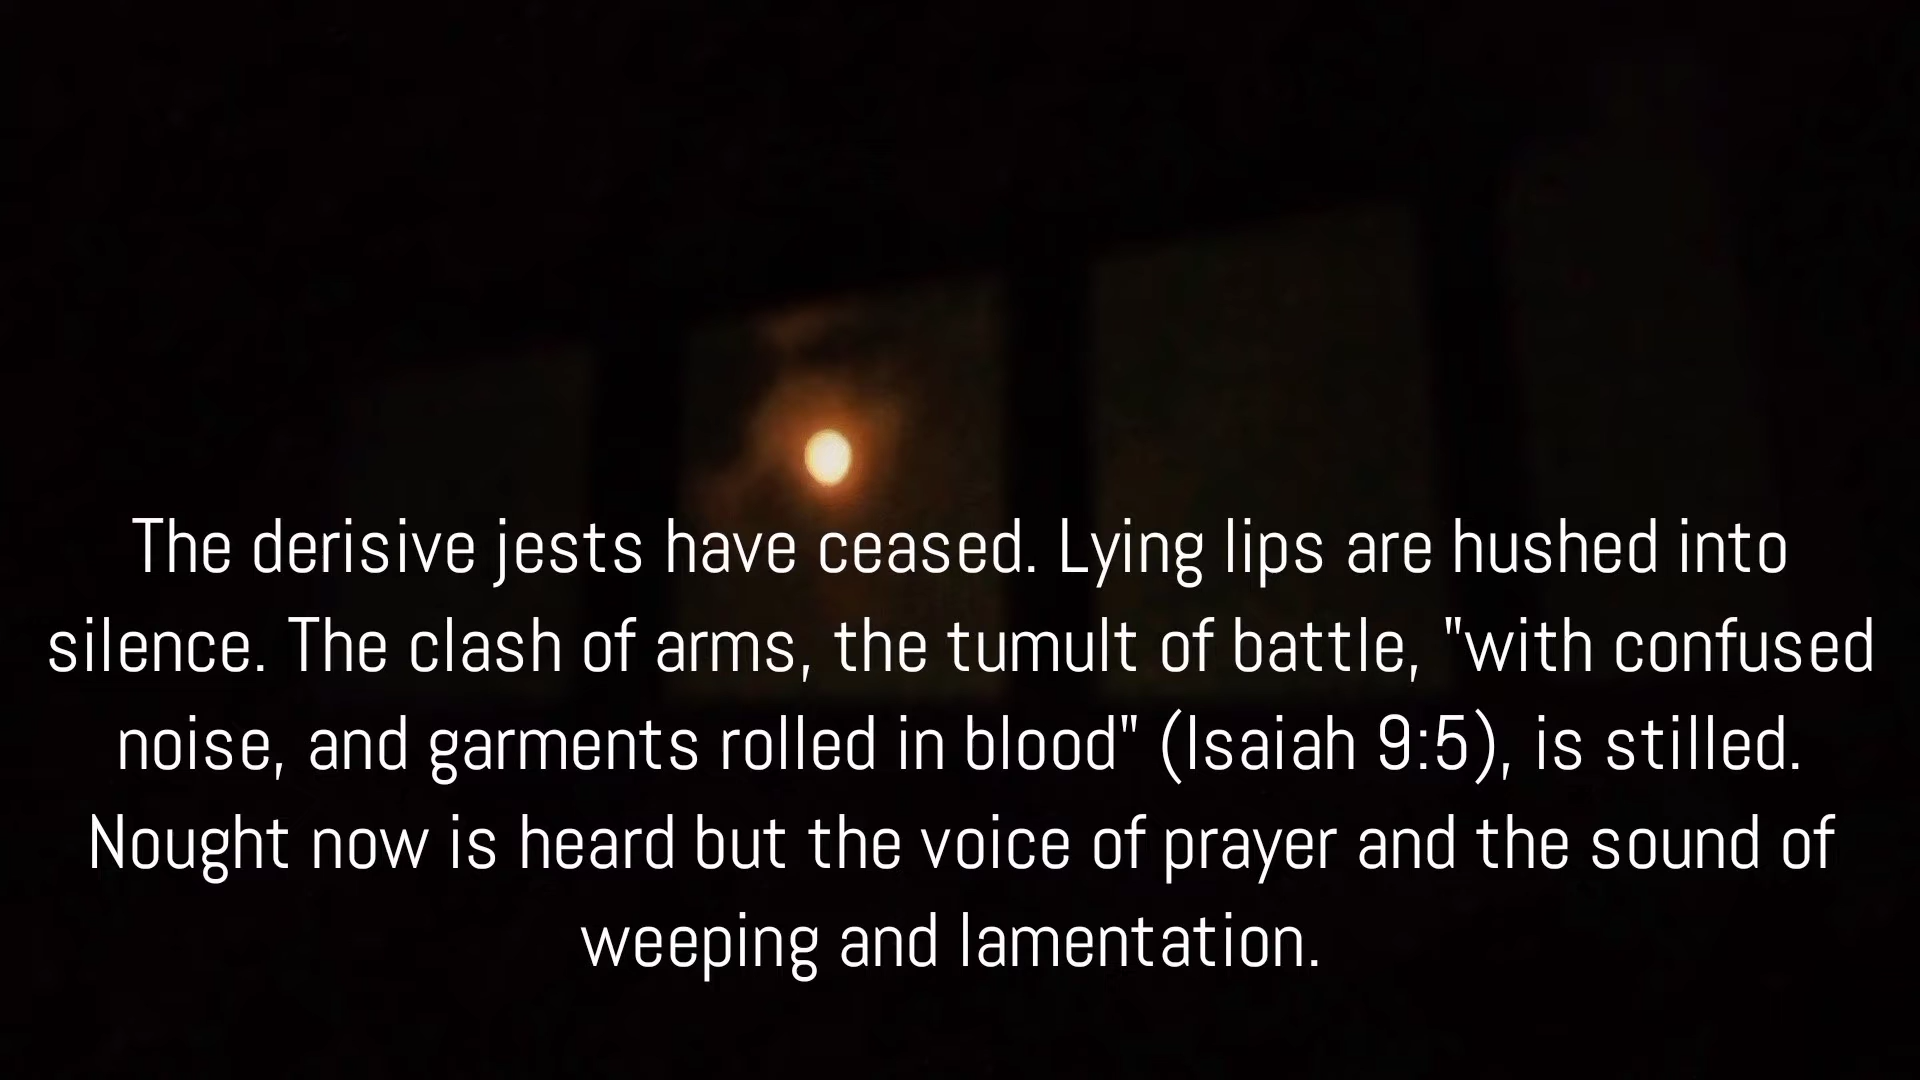 The derisive jests have ceased. Lying lips are hushed into
silence. The clash of arms, the tumult of battle, "with confused
noise, and garments rolled in blood" (Isaiah 9:5), is stilled.
Nought now is heard but the voice of prayer and the sound of
weeping and lamentation.